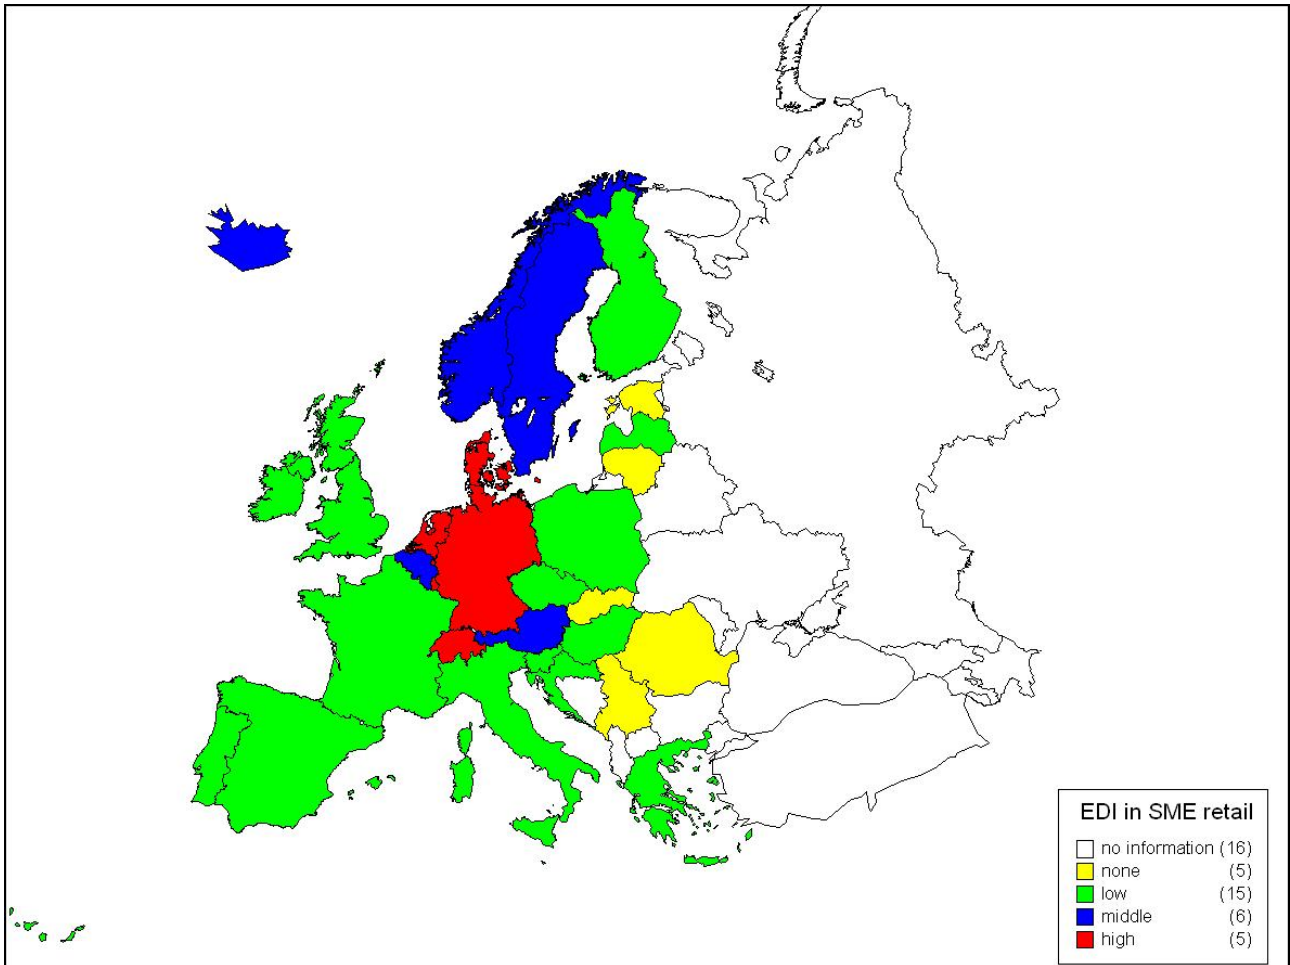 EDI in SME retail
no information (16)
none (5)
low (15)
middle (6)
high (5)